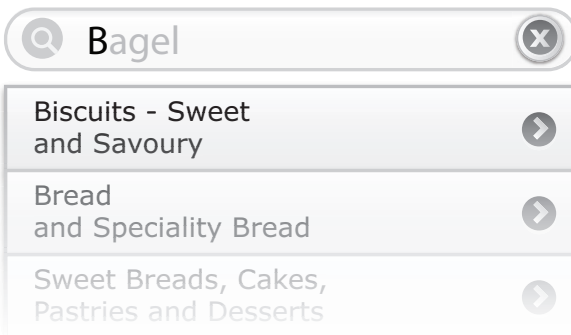 Bagel
Biscuits - Sweet
and Savoury
Bread
and Speciality Bread
Sweet Breads, Cakes,
Pastries and Desserts